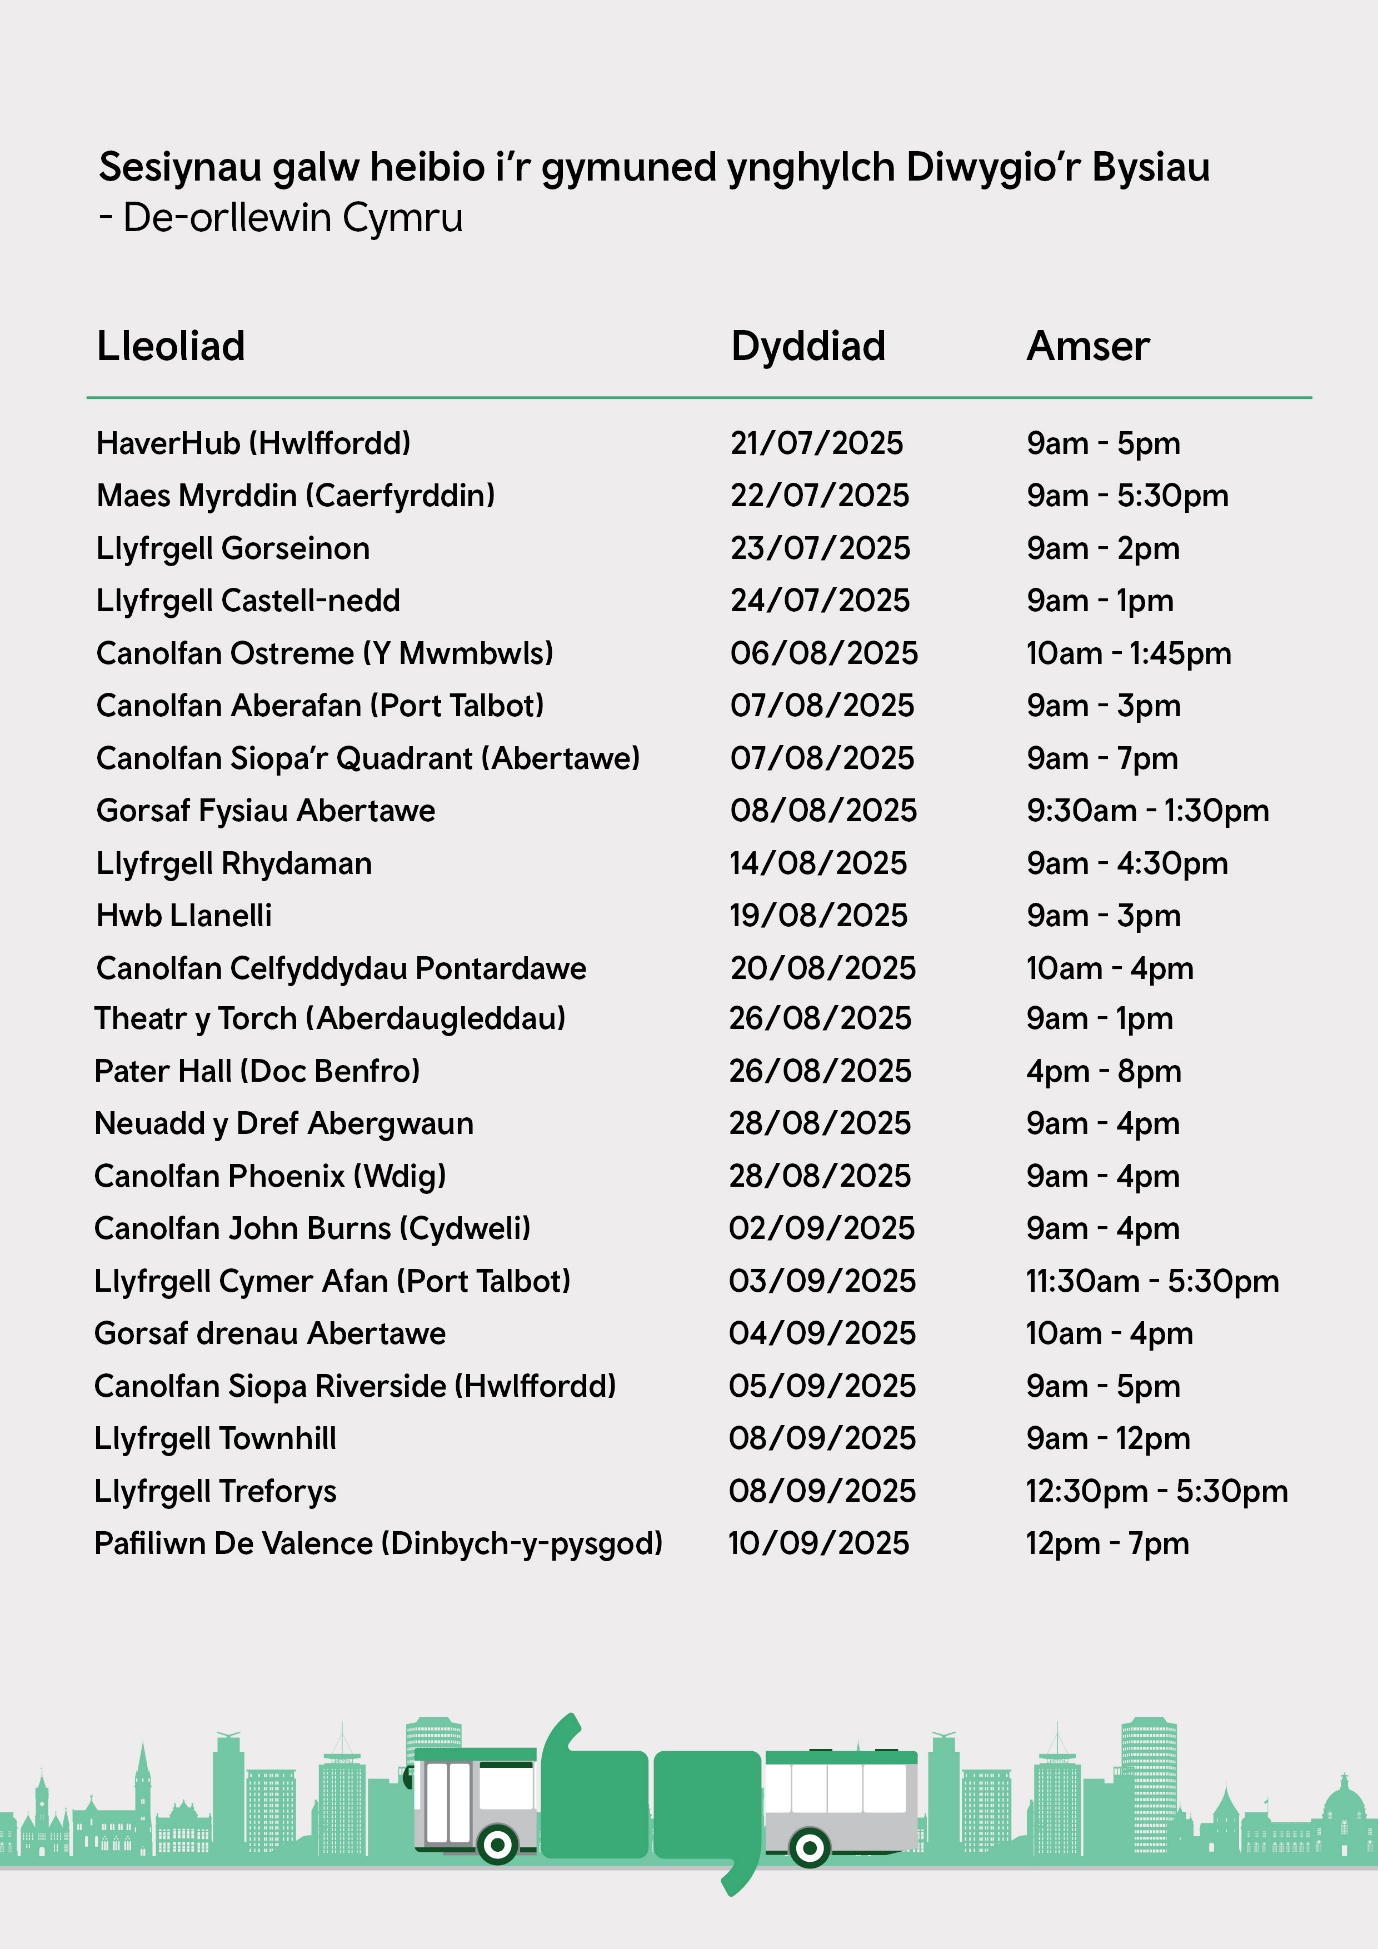 Sesiynau galw heibio i’r gymuned ynghylch Diwygio’r Bysiau
- De-orllewin Cymru
Lleoliad Dyddiad Amser
HaverHub (Hwlffordd) 21/07/2025 9am - 5pm
Maes Myrddin (Caerfyrddin) 22/07/2025 9am - 5:30pm
Llyfrgell Gorseinon 23/07/2025 9am - 2pm
Llyfrgell Castell-nedd 24/07/2025 9am - 1pm
Canolfan Ostreme (Y Mwmbwls) 06/08/2025 10am - 1:45pm
Canolfan Aberafan (Port Talbot) 07/08/2025 9am - 3pm
Canolfan Siopa’r Quadrant (Abertawe) 07/08/2025 9am - 7pm
Gorsaf Fysiau Abertawe 08/08/2025 9:30am - 1:30pm
Llyfrgell Rhydaman 14/08/2025 9am - 4:30pm
Hwb Llanelli 19/08/2025 9am - 3pm
Canolfan Celfyddydau Pontardawe 20/08/2025 10am - 4pm
Theatr y Torch (Aberdaugleddau) 26/08/2025 9am - 1pm
Pater Hall (Doc Benfro) 26/08/2025 4pm - 8pm
Neuadd y Dref Abergwaun 28/08/2025 9am - 4pm
Canolfan Phoenix (Wdig) 28/08/2025 9am - 4pm
Canolfan John Burns (Cydweli) 02/09/2025 9am - 4pm
Llyfrgell Cymer Afan (Port Talbot) 03/09/2025 11:30am - 5:30pm
Gorsaf drenau Abertawe 04/09/2025 10am - 4pm
Canolfan Siopa Riverside (Hwlffordd) 05/09/2025 9am - 5pm
Llyfrgell Townhill 08/09/2025 9am - 12pm
Llyfrgell Treforys 08/09/2025 12:30pm - 5:30pm
Pafiliwn De Valence (Dinbych-y-pysgod) 10/09/2025 12pm - 7pm